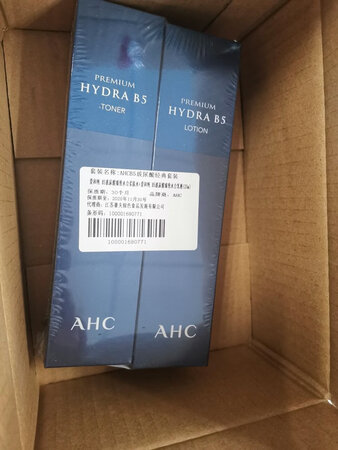 PREMIUM
HYDRA B5
TONER
PREMIUM
HYDRA B5
LOTION
套装名称:AHCB5玻尿酸经典套装
保质期: 30个月 品牌商: AHC
备案码: 100001680771
100001680771
AHC
AHC